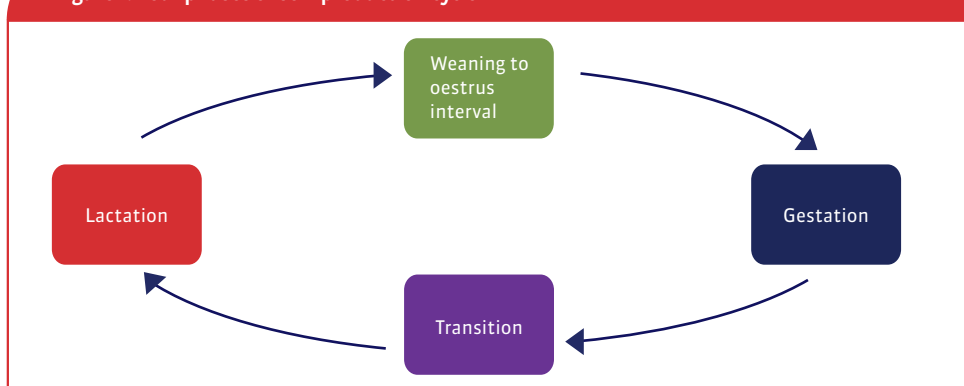 Weaning to
oestrus
interval
Lactation
Gestation
Transition